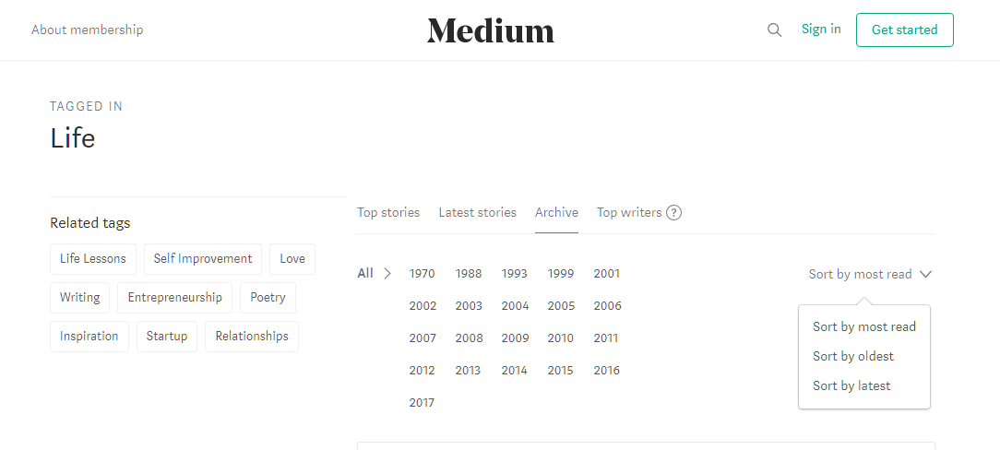 About membership
Medium
Sign in
Get started
TAGGED IN
Life
Related tags
Life Lessons
Self Improvement
Love
Writing
Entrepreneurship
Poetry
Inspiration
Startup
Relationships
Top stories
Latest stories
Archive
Top writers ?
All 1970 1988 1993 1999 2001
2002 2003 2004 2005 2006
2007 2008 2009 2010 2011
2012 2013 2014 2015 2016
2017
Sort by most read
Sort by most read
Sort by oldest
Sort by latest